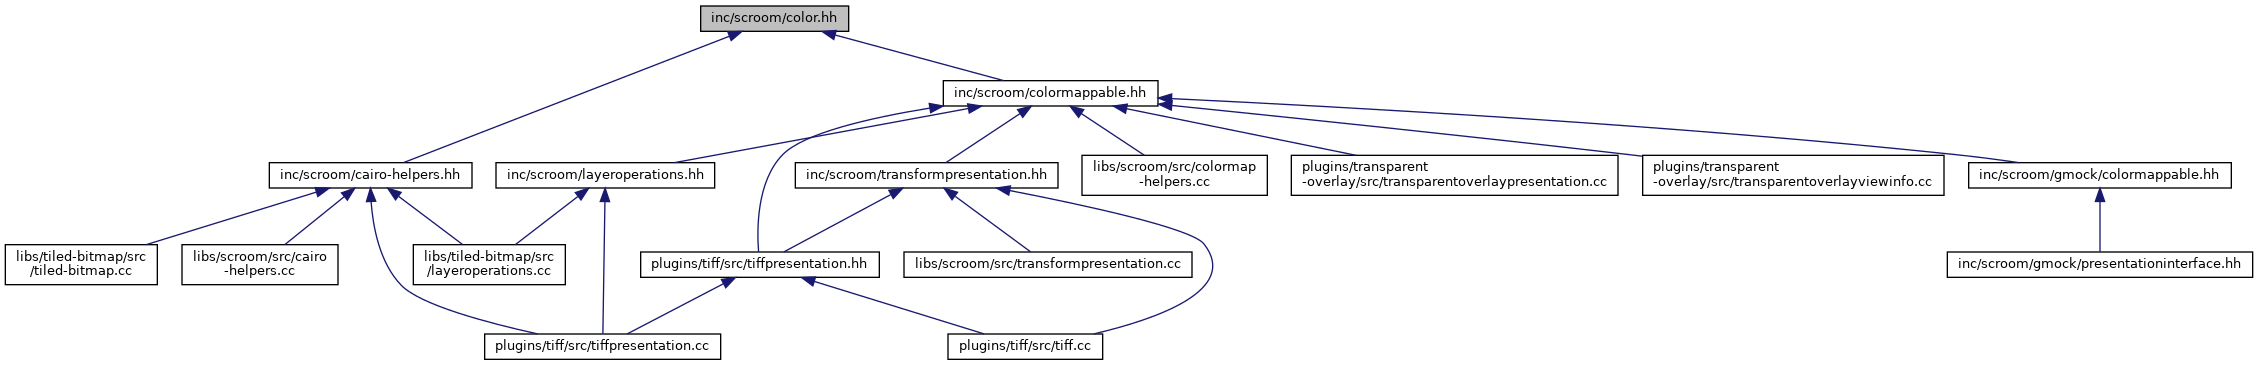 inc/scroom/color.hh
inc/scroom/colormappable.hh
inc/scroom/cairo-helpers.hh
inc/scroom/layeroperations.hh
inc/scroom/transformpresentation.hh
libs/scroom/src/colormap
-helpers.cc
plugins/transparent
-overlay/src/transparentoverlaypresentation.cc
plugins/transparent
-overlay/src/transparentoverlayviewinfo.cc
inc/scroom/gmock/colormappable.hh
libs/tiled-bitmap/src
/tiled-bitmap.cc
libs/scroom/src/cairo
-helpers.cc
libs/tiled-bitmap/src
/layeroperations.cc
plugins/tiff/src/tiffpresentation.hh
libs/scroom/src/transformpresentation.cc
inc/scroom/gmock/presentationinterface.hh
plugins/tiff/src/tiffpresentation.cc
plugins/tiff/src/tiff.cc